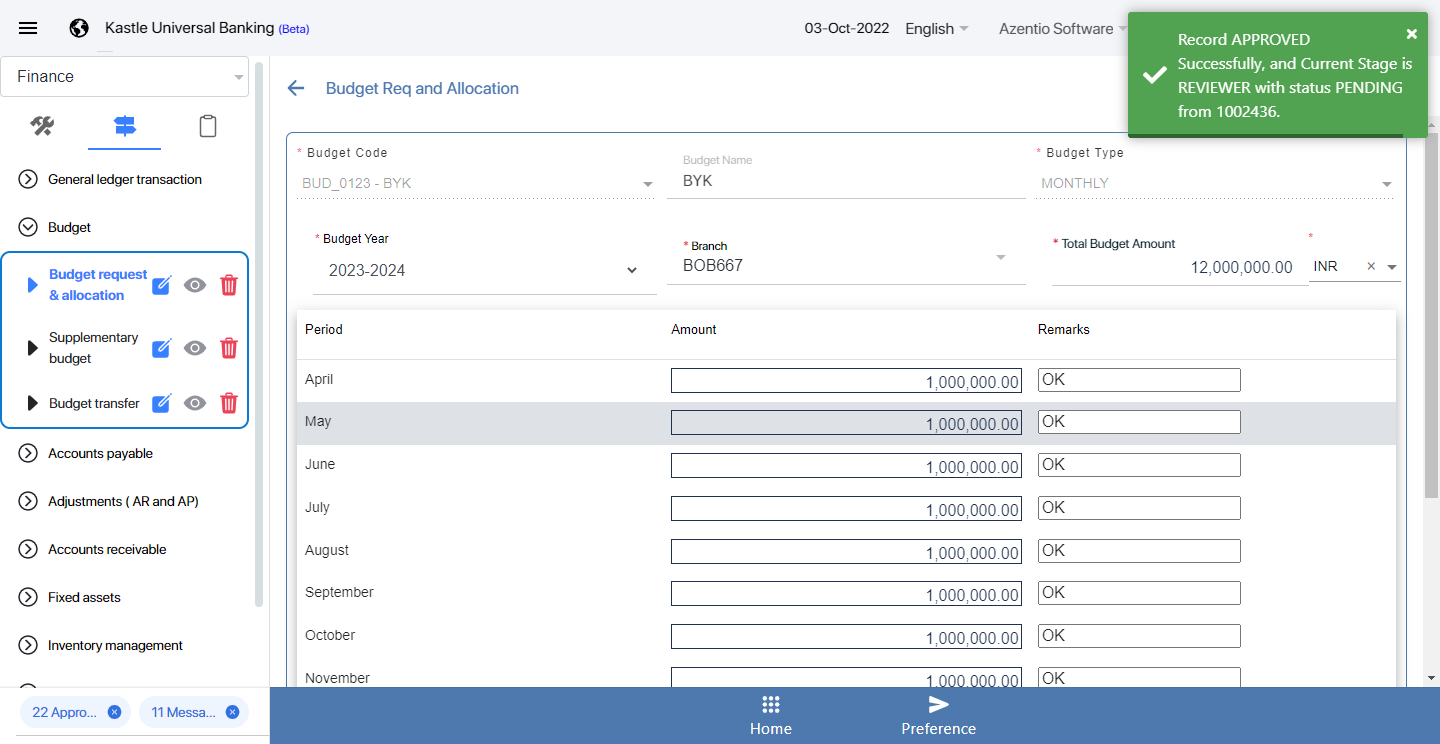 Kastle Universal Banking (Beta)
03-Oct-2022
English
Azentio Software
Record APPROVED
Successfully, and Current Stage is
REVIEWER with status PENDING
from 1002436.
Finance
General ledger transaction
Budget
Budget request
& allocation
Supplementary
budget
Budget transfer
Accounts payable
Adjustments ( AR and AP)
Accounts receivable
Fixed assets
Inventory management
22 Appro...
11 Messa...
Budget Req and Allocation
* Budget Code
BUD_0123 - BYK
Budget Name
BYK
* Budget Type
MONTHLY
* Budget Year
2023-2024
* Branch
BOB667
* Total Budget Amount
12,000,000.00
*
INR
Period Amount Remarks
April 1,000,000.00 OK
May 1,000,000.00 OK
June 1,000,000.00 OK
July 1,000,000.00 OK
August 1,000,000.00 OK
September 1,000,000.00 OK
October 1,000,000.00 OK
November 1,000,000.00 OK
Home
Preference